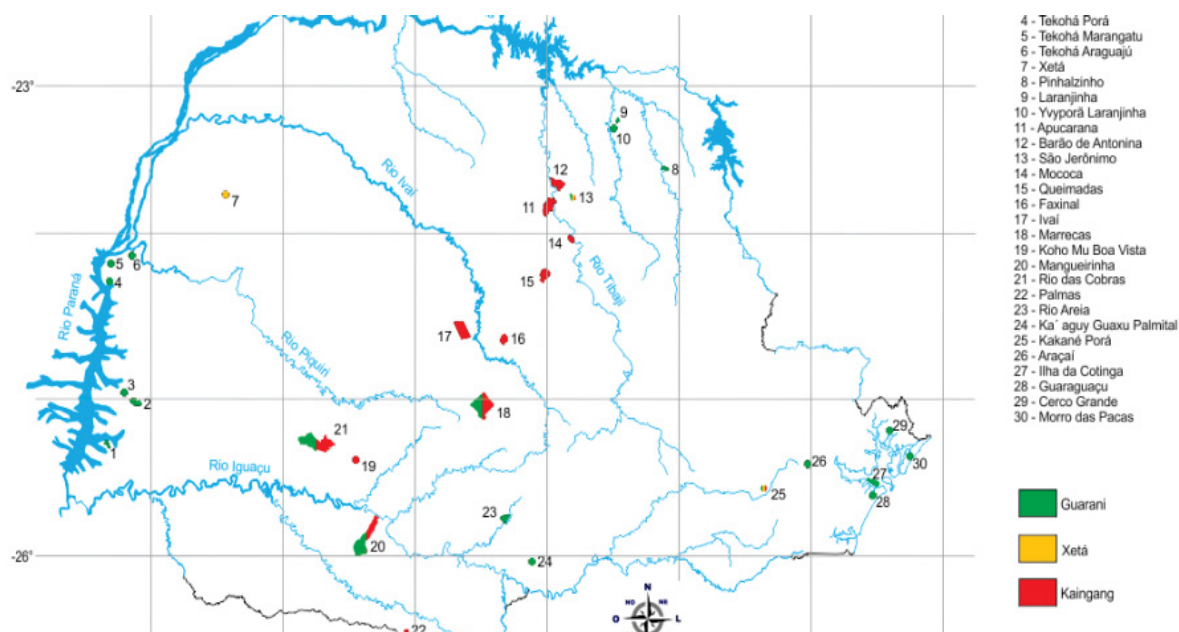 -23°
-26°
Rio Paraná
Rio Ivaí
Rio Piquiri
Rio Iguaçu
Rio Tibaji
9
10
8
12
13
11
14
7
5
6
4
15
17
16
3
2
18
21
1
19
29
26
30
27
25
28
23
20
24
22
N
NO
NE
O
L
4 - Tekohá Porá
5 - Tekohá Marangatu
6 - Tekohá Araguajú
7 - Xetá
8 - Pinhalzinho
9 - Laranjinha
10 - Yvyporã Laranjinha
11 - Apucarana
12 - Barão de Antonina
13 - São Jerônimo
14 - Mococa
15 - Queimadas
16 - Faxinal
17 - Ivaí
18 - Marrecas
19 - Koho Mu Boa Vista
20 - Mangueirinha
21 - Rio das Cobras
22 - Palmas
23 - Rio Areia
24 - Ka´ aguy Guaxu Palmital
25 - Kakané Porá
26 - Araçaí
27 - Ilha da Cotinga
28 - Guaraguaçu
29 - Cerco Grande
30 - Morro das Pacas
Guarani
Xetá
Kaingang